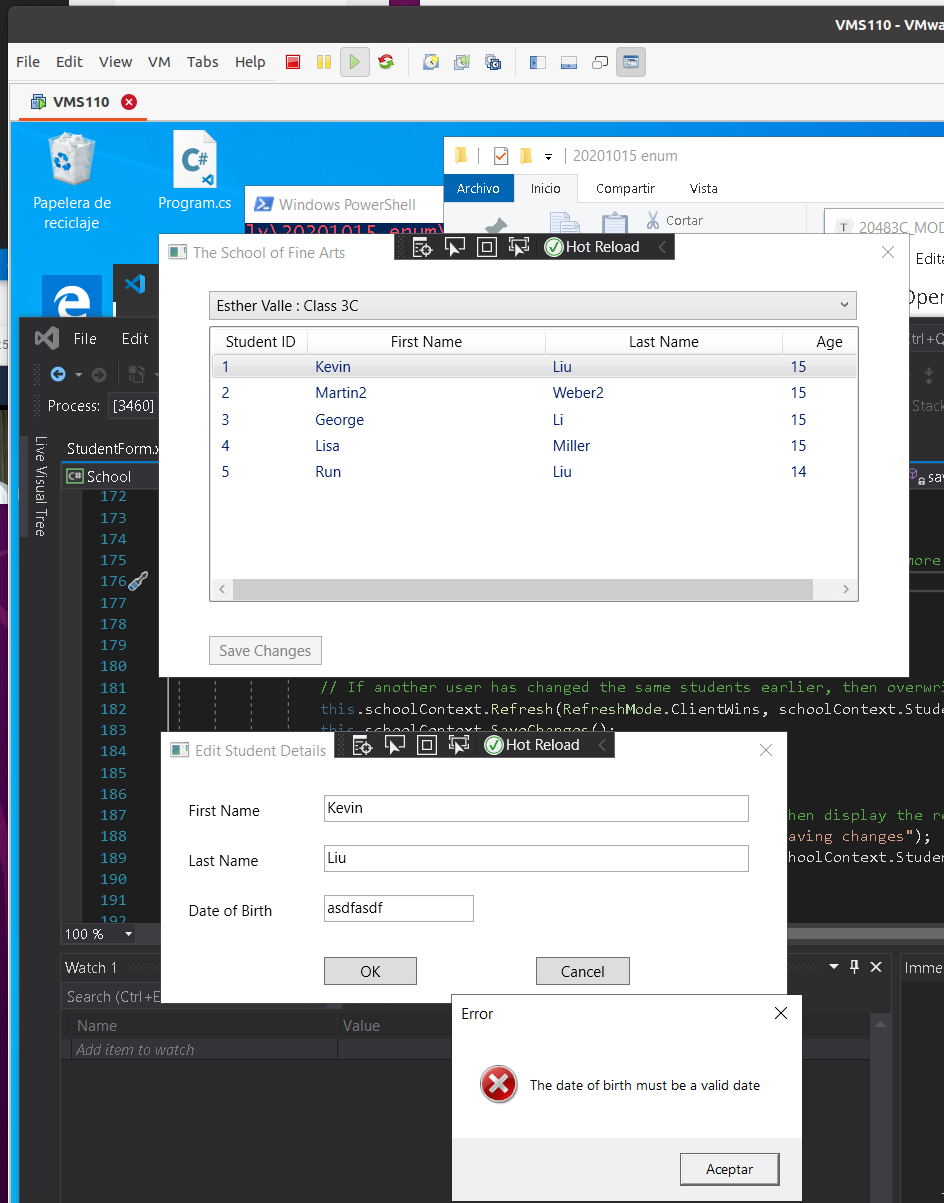 VMS110 - VMwa
File Edit View VM Tabs Help
VMS110
Papelera de
reciclaje
C#
Program.cs
20201015 enum
Archivo Inicio Compartir Vista
Cortar
Windows PowerShell
20201015 enum\
T 20483C_MOD
Edita
The School of Fine Arts
Hot Reload
Esther Valle : Class 3C
Student ID First Name Last Name Age
1 Kevin Liu 15
2 Martin2 Weber2 15
3 George Li 15
4 Lisa Miller 15
5 Run Liu 14
Save Changes
File Edit
Process: [3460]
Stack
Live Visual Tree
StudentForm.x
C# School
sav
172
173
174
175
more
176
177
178
179
180
181 // If another user has changed the same students earlier, then overwri
182 this.schoolContext.Refresh(RefreshMode.ClientWins, schoolContext.Stude
183 this.schoolContext.SaveChanges();
184
185
186
187 hen display the re
188 aving changes");
189 hoolContext.Studen
190
191
192
Edit Student Details
Hot Reload
First Name Kevin
Last Name Liu
Date of Birth asdfasdf
OK Cancel
100 %
Watch 1
Imme
Search (Ctrl+E
Name Value
Add item to watch
Error
The date of birth must be a valid date
Aceptar